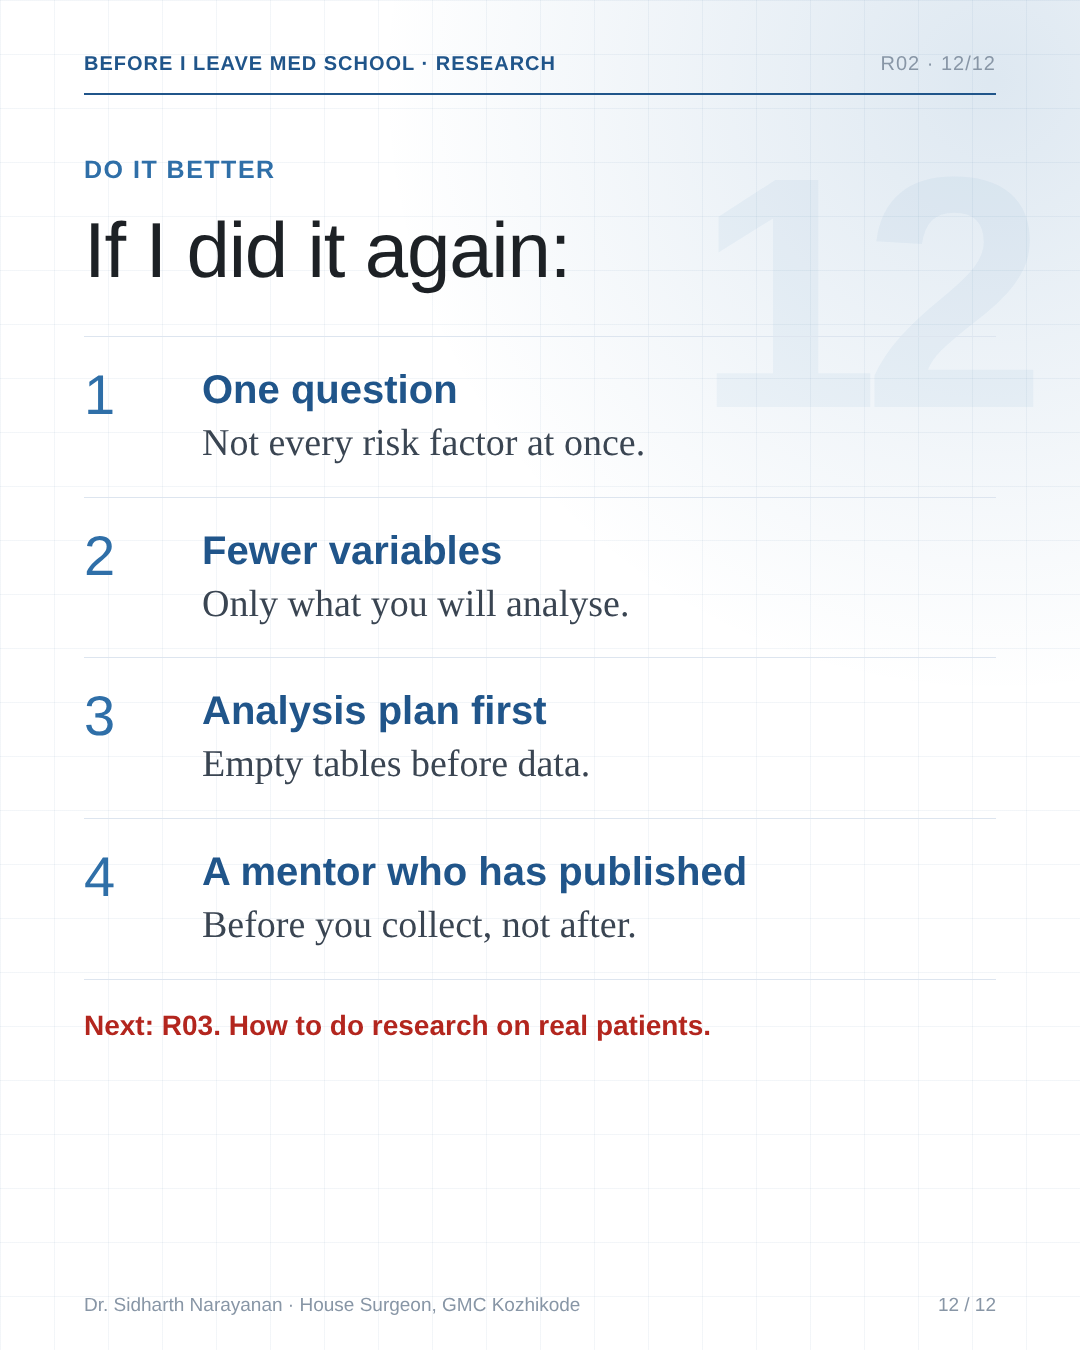 BEFORE I LEAVE MED SCHOOL · RESEARCH
R02 · 12/12
DO IT BETTER
12
If I did it again:
1
One question
Not every risk factor at once.
2
Fewer variables
Only what you will analyse.
3
Analysis plan first
Empty tables before data.
4
A mentor who has published
Before you collect, not after.
Next: R03. How to do research on real patients.
Dr. Sidharth Narayanan · House Surgeon, GMC Kozhikode
12 / 12